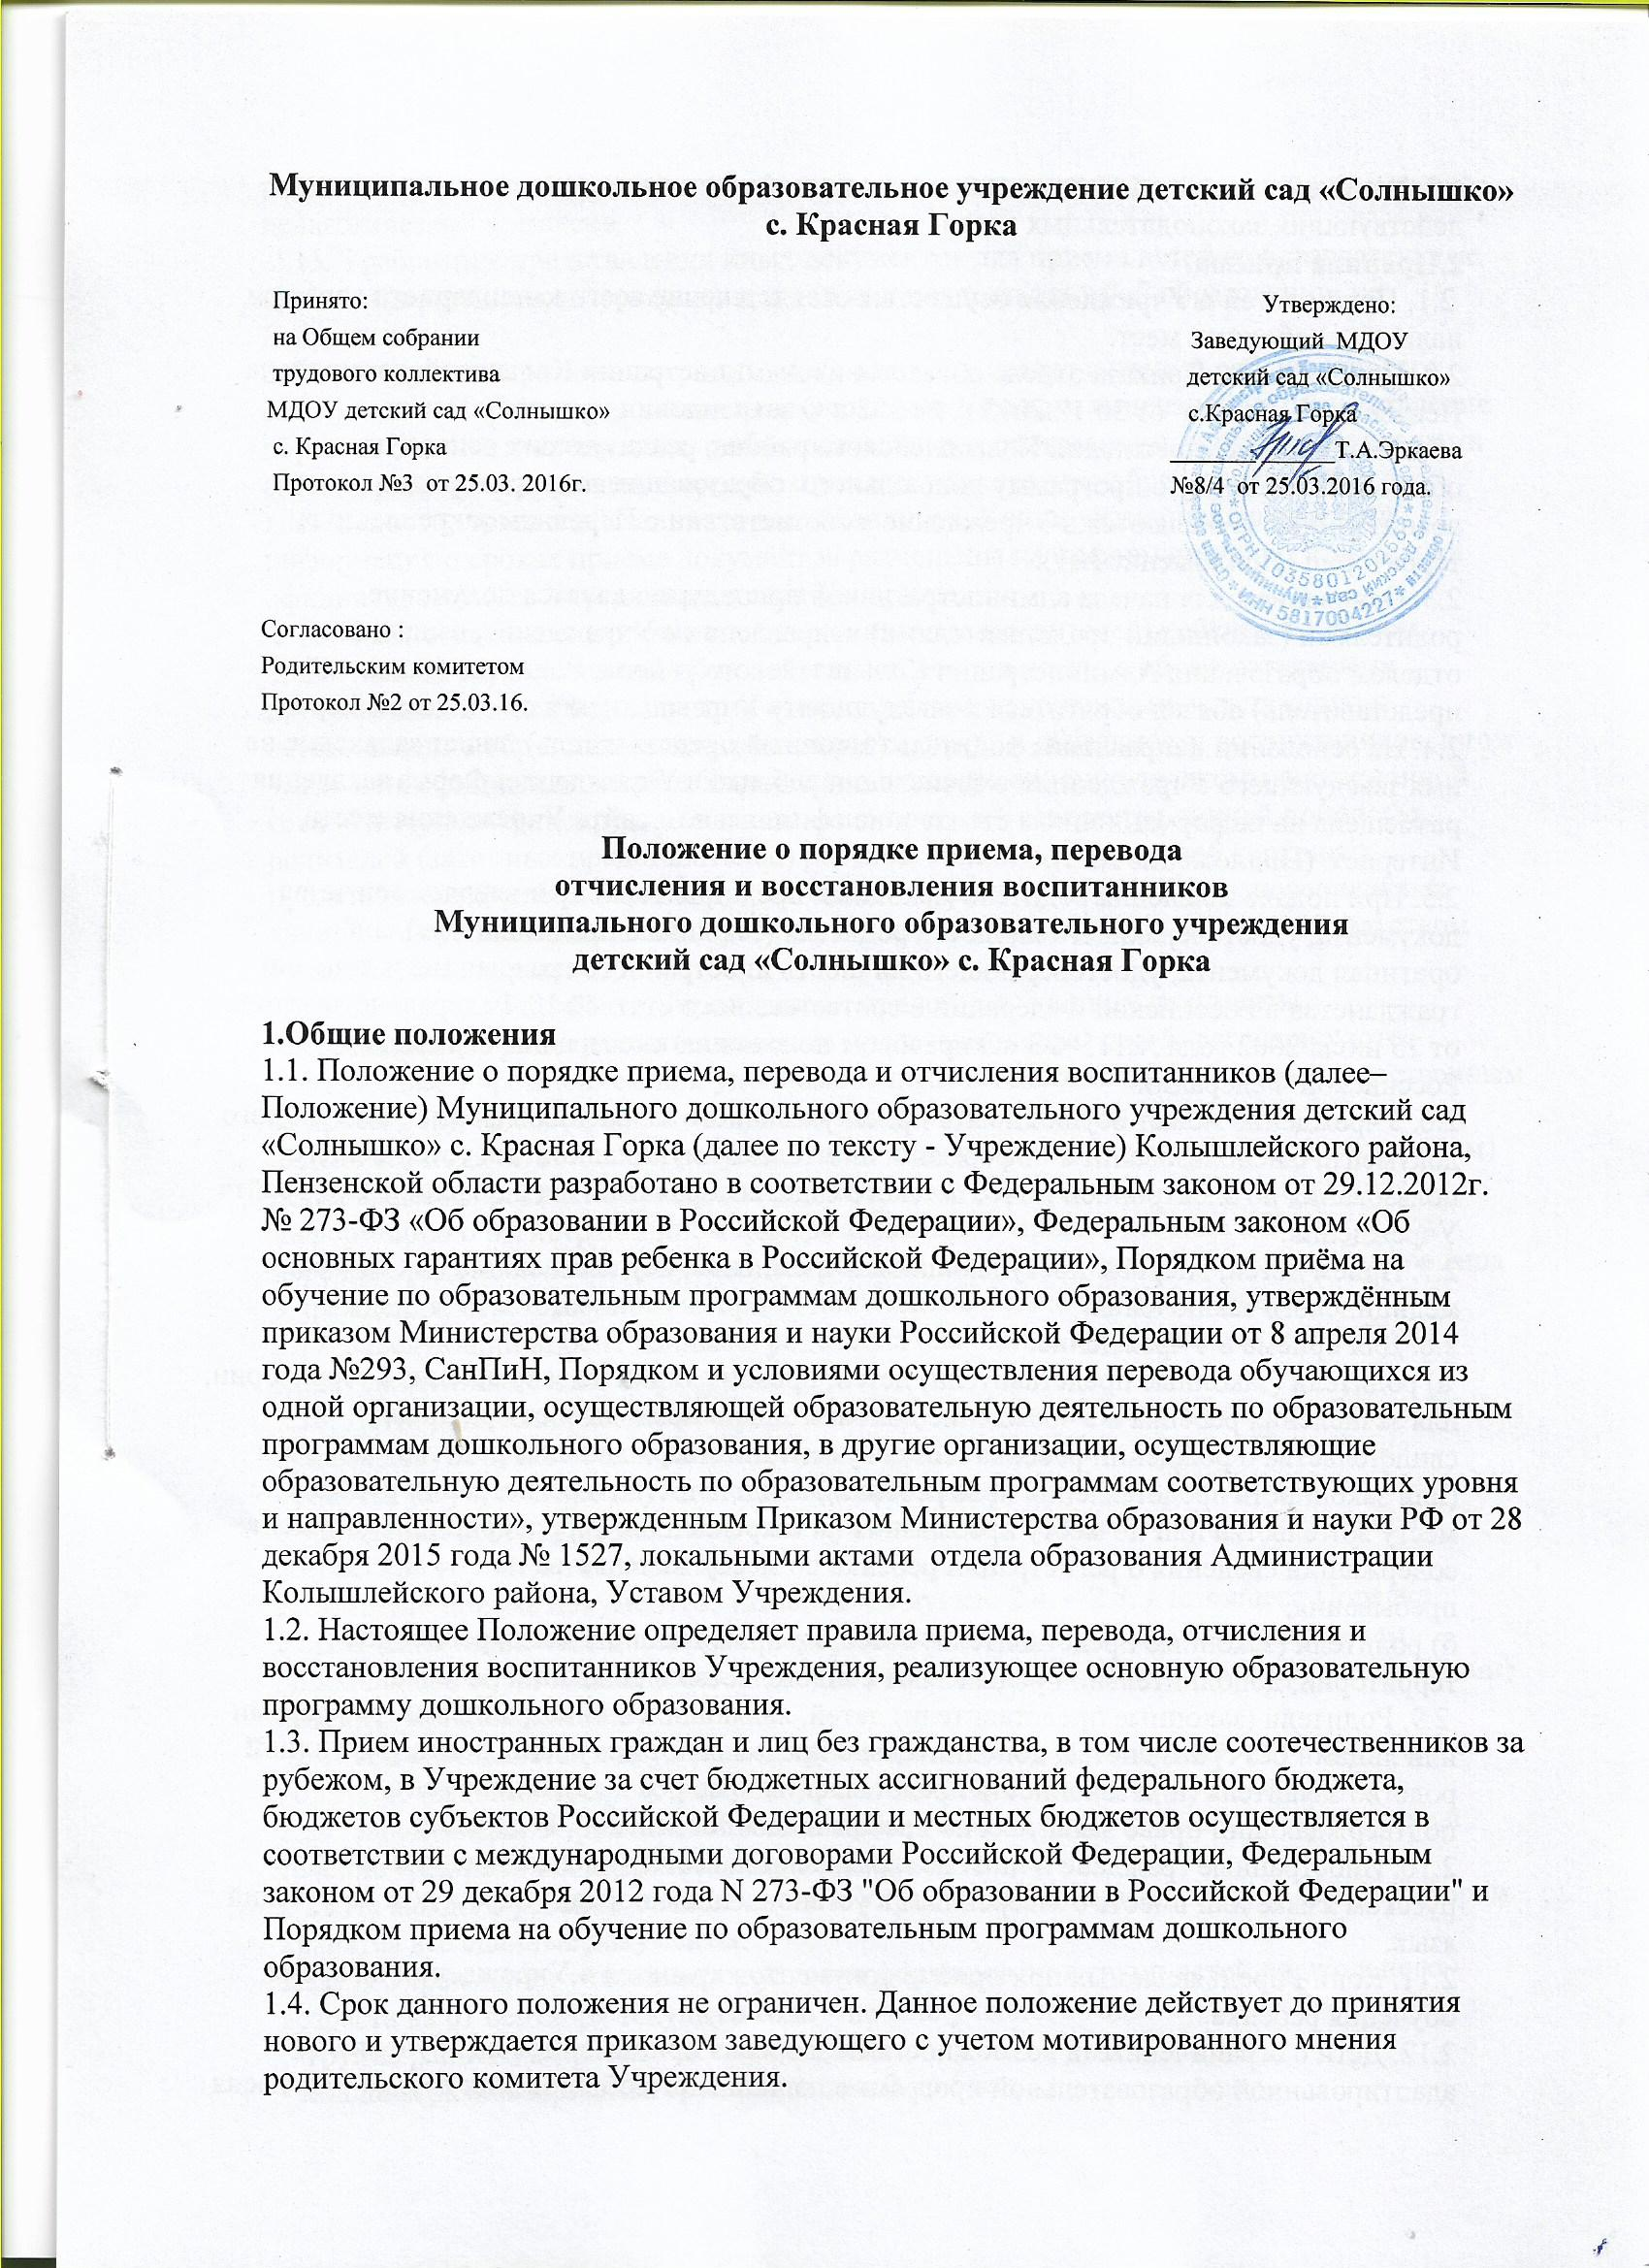 Муниципальное дошкольное образовательное учреждение детский сад «Солнышко»
с. Красная Горка
Принято:
на Общем собрании
трудового коллектива
МДОУ детский сад «Солнышко»
с. Красная Горка
Протокол №3 от 25.03. 2016г.
Утверждено:
Заведующий МДОУ
детский сад «Солнышко»
с.Красная Горка
______________Т.А.Эркаева
№8/4 от 25.03.2016 года.
ОГРН 1035801202568
ИНН 5817004227
Согласовано :
Родительским комитетом
Протокол №2 от 25.03.16.
Положение о порядке приема, перевода
отчисления и восстановления воспитанников
Муниципального дошкольного образовательного учреждения
детский сад «Солнышко» с. Красная Горка
1.Общие положения
1.1. Положение о порядке приема, перевода и отчисления воспитанников (далее–
Положение) Муниципального дошкольного образовательного учреждения детский сад
«Солнышко» с. Красная Горка (далее по тексту - Учреждение) Колышлейского района,
Пензенской области разработано в соответствии с Федеральным законом от 29.12.2012г.
№ 273-ФЗ «Об образовании в Российской Федерации», Федеральным законом «Об
основных гарантиях прав ребенка в Российской Федерации», Порядком приёма на
обучение по образовательным программам дошкольного образования, утверждённым
приказом Министерства образования и науки Российской Федерации от 8 апреля 2014
года №293, СанПиН, Порядком и условиями осуществления перевода обучающихся из
одной организации, осуществляющей образовательную деятельность по образовательным
программам дошкольного образования, в другие организации, осуществляющие
образовательную деятельность по образовательным программам соответствующих уровня
и направленности», утвержденным Приказом Министерства образования и науки РФ от 28
декабря 2015 года № 1527, локальными актами отдела образования Администрации
Колышлейского района, Уставом Учреждения.
1.2. Настоящее Положение определяет правила приема, перевода, отчисления и
восстановления воспитанников Учреждения, реализующее основную образовательную
программу дошкольного образования.
1.3. Прием иностранных граждан и лиц без гражданства, в том числе соотечественников за
рубежом, в Учреждение за счет бюджетных ассигнований федерального бюджета,
бюджетов субъектов Российской Федерации и местных бюджетов осуществляется в
соответствии с международными договорами Российской Федерации, Федеральным
законом от 29 декабря 2012 года N 273-ФЗ "Об образовании в Российской Федерации" и
Порядком приема на обучение по образовательным программам дошкольного
образования.
1.4. Срок данного положения не ограничен. Данное положение действует до принятия
нового и утверждается приказом заведующего с учетом мотивированного мнения
родительского комитета Учреждения.